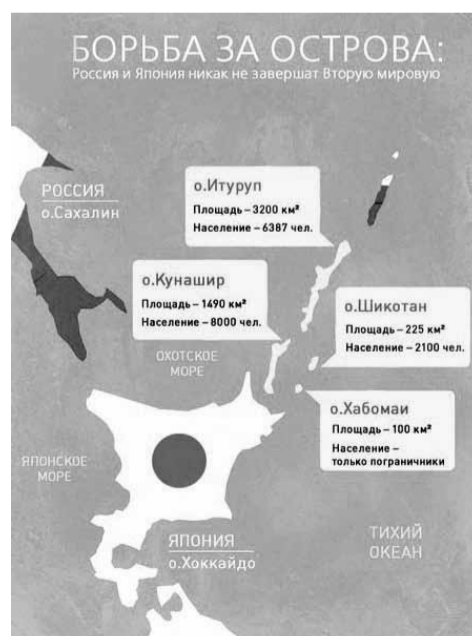 БОРЬБА ЗА ОСТРОВА:
Россия и Япония никак не завершат Вторую мировую
РОССИЯ
о.Сахалин
о.Итуруп
Площадь – 3200 км²
Население – 6387 чел.
о.Кунашир
Площадь – 1490 км²
Население – 8000 чел.
о.Шикотан
Площадь – 225 км²
Население – 2100 чел.
ОХОТСКОЕ
МОРЕ
о.Хабомаи
Площадь – 100 км²
Население –
только пограничники
ЯПОНСКОЕ
МОРЕ
ЯПОНИЯ
о.Хоккайдо
ТИХИЙ
ОКЕАН